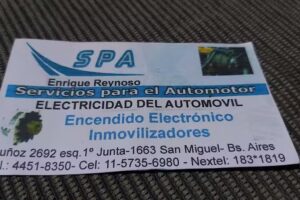 SPA
Enrique Reynoso
Servicios para el Automotor
ELECTRICIDAD DEL AUTOMOVIL
Encendido Electrónico
Inmovilizadores
uñoz 2692 esq.1º Junta-1663 San Miguel- Bs. Aires
l.: 4451-8350- Cel: 11-5735-6980 - Nextel: 183*1819